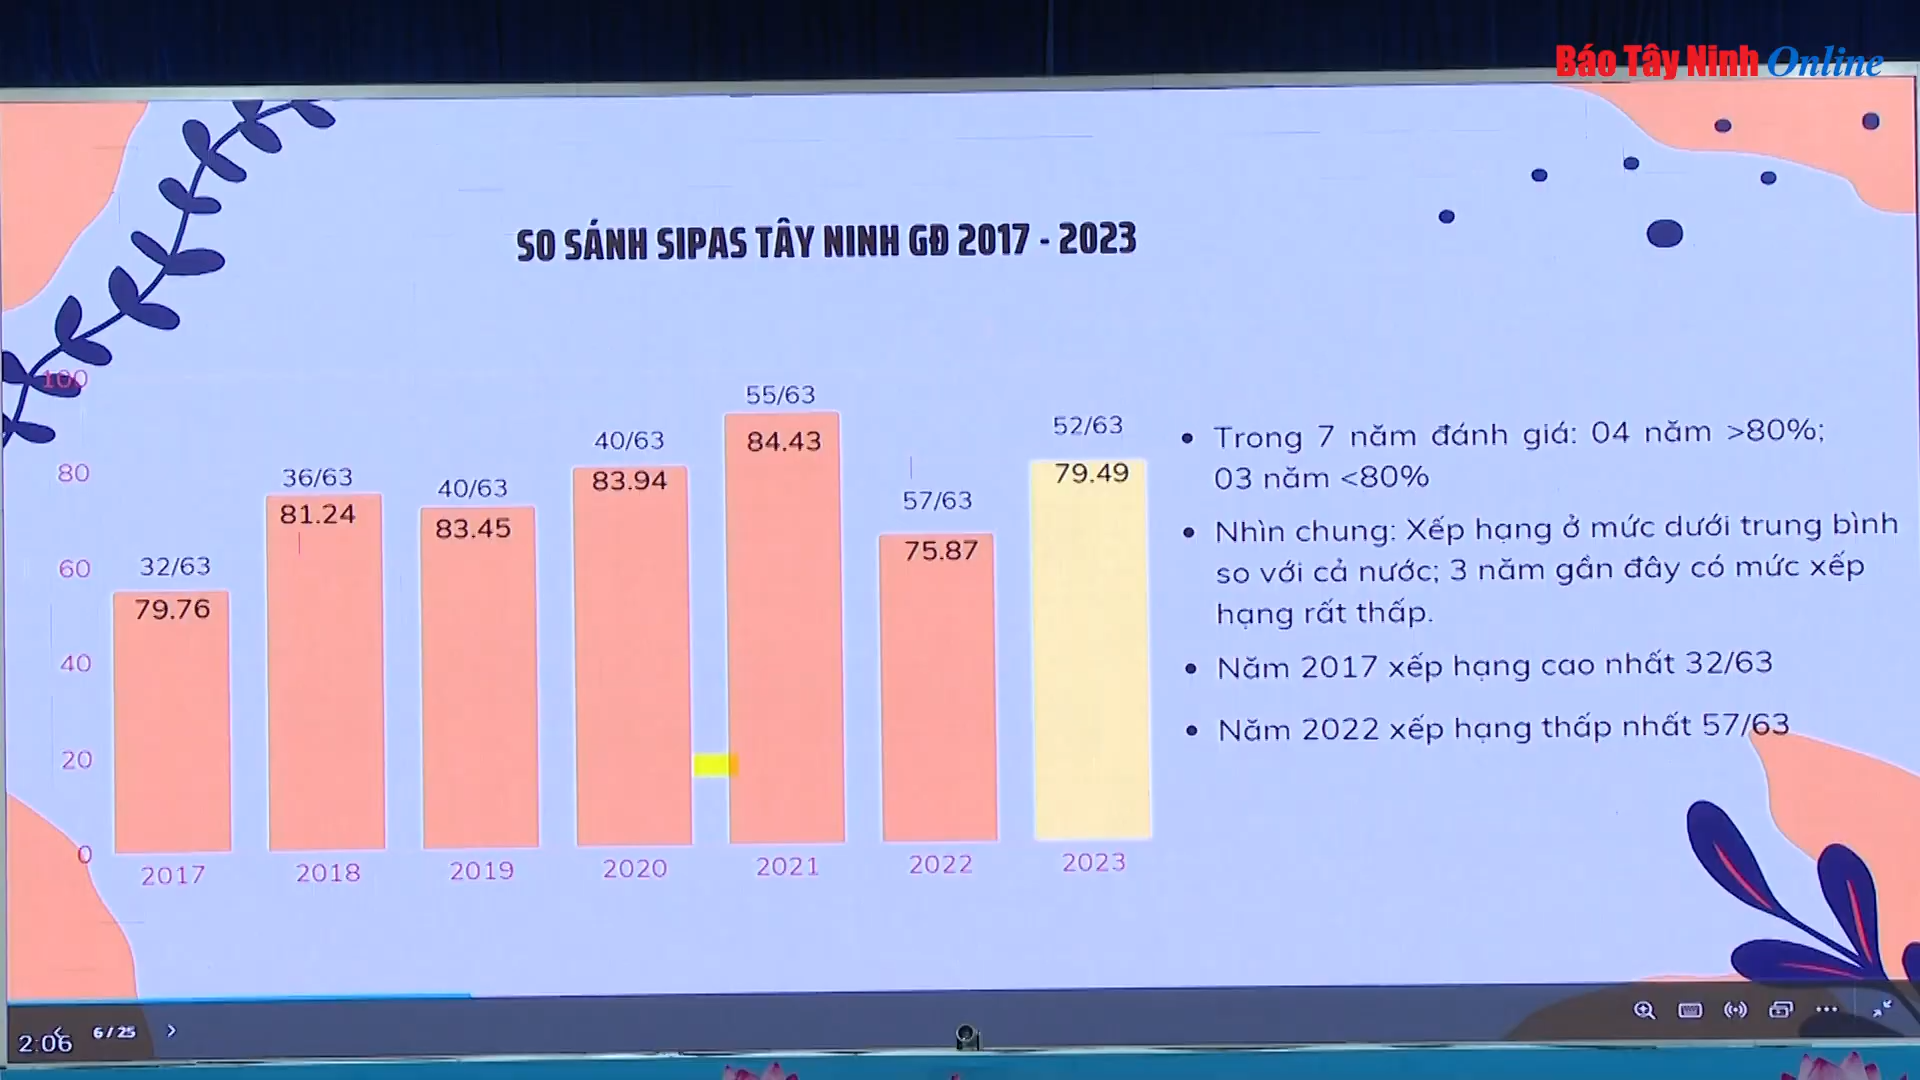 Báo Tây Ninh Online
SO SÁNH SIPAS TÂY NINH GĐ 2017 - 2023
100
80
60
40
20
0
32/63
79.76
36/63
81.24
40/63
83.45
40/63
83.94
55/63
84.43
57/63
75.87
52/63
79.49
2017
2018
2019
2020
2021
2022
2023
• Trong 7 năm đánh giá: 04 năm >80%;
03 năm <80%
• Nhìn chung: Xếp hạng ở mức dưới trung bình
so với cả nước; 3 năm gần đây có mức xếp
hạng rất thấp.
• Năm 2017 xếp hạng cao nhất 32/63
• Năm 2022 xếp hạng thấp nhất 57/63
2:06
6 / 25